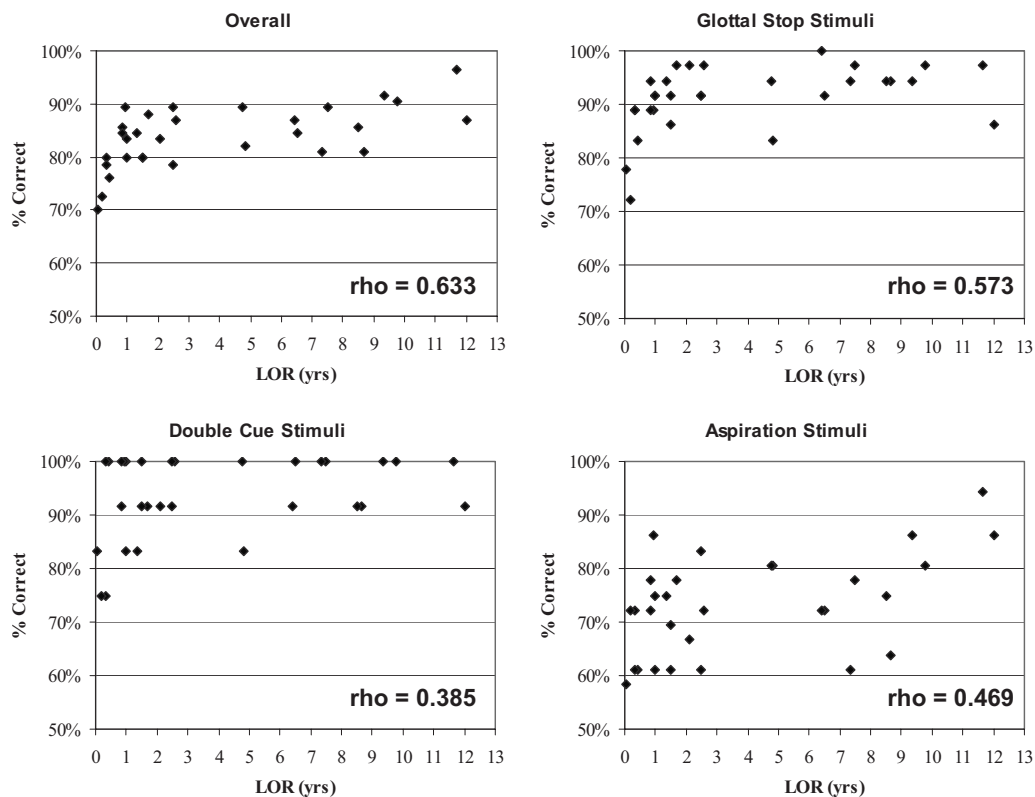 Overall
100%
90%
80%
70%
60%
50%
% Correct
rho = 0.633
0 1 2 3 4 5 6 7 8 9 10 11 12 13
LOR (yrs)
Glottal Stop Stimuli
100%
90%
80%
70%
60%
50%
% Correct
rho = 0.573
0 1 2 3 4 5 6 7 8 9 10 11 12 13
LOR (yrs)
Double Cue Stimuli
100%
90%
80%
70%
60%
50%
% Correct
rho = 0.385
0 1 2 3 4 5 6 7 8 9 10 11 12 13
LOR (yrs)
Aspiration Stimuli
100%
90%
80%
70%
60%
50%
% Correct
rho = 0.469
0 1 2 3 4 5 6 7 8 9 10 11 12 13
LOR (yrs)